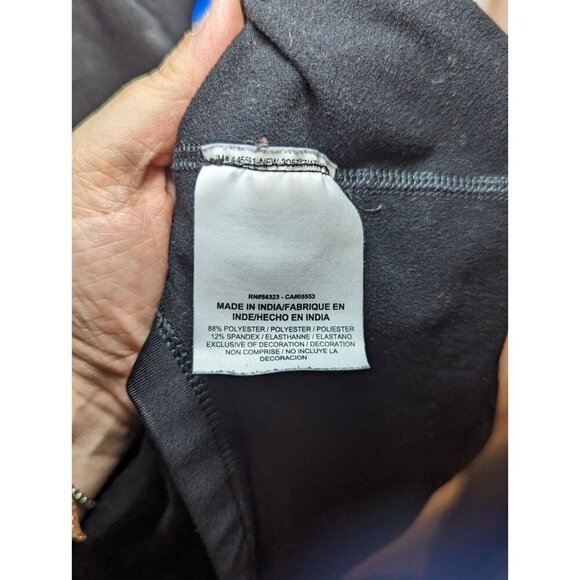 RN#56323 - CA#05553
MADE IN INDIA/FABRIQUE EN
INDE/HECHO EN INDIA
88% POLYESTER / POLYESTER / POLIESTER
12% SPANDEX / ELASTHANNE / ELASTANO
EXCLUSIVE OF DECORATION / DECORATION
NON COMPRISE / NO INCLUYE LA
DECORACION